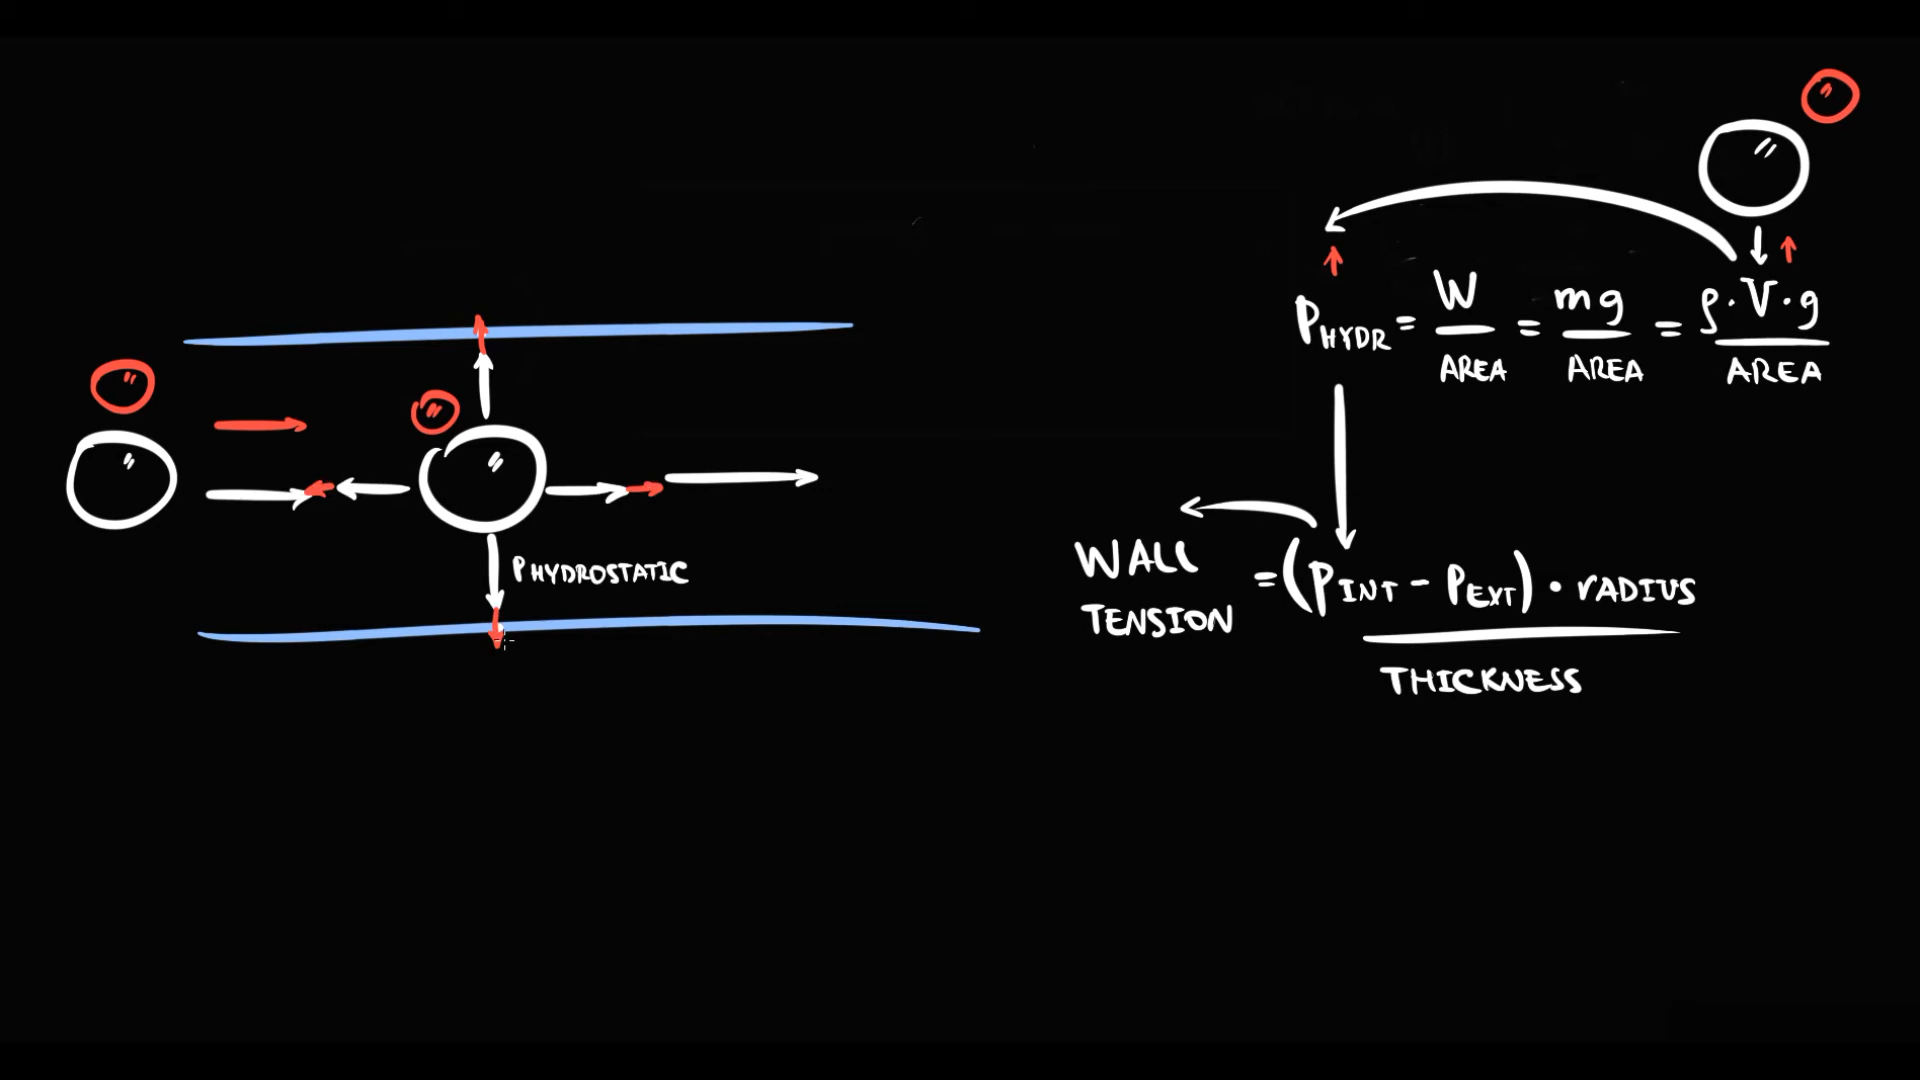 PHYDROSTATIC
PHYDR = W/AREA = mg/AREA = ρ·V·g/AREA
WALL TENSION = (PINT - PEXT) · RADIUS
THICKNESS